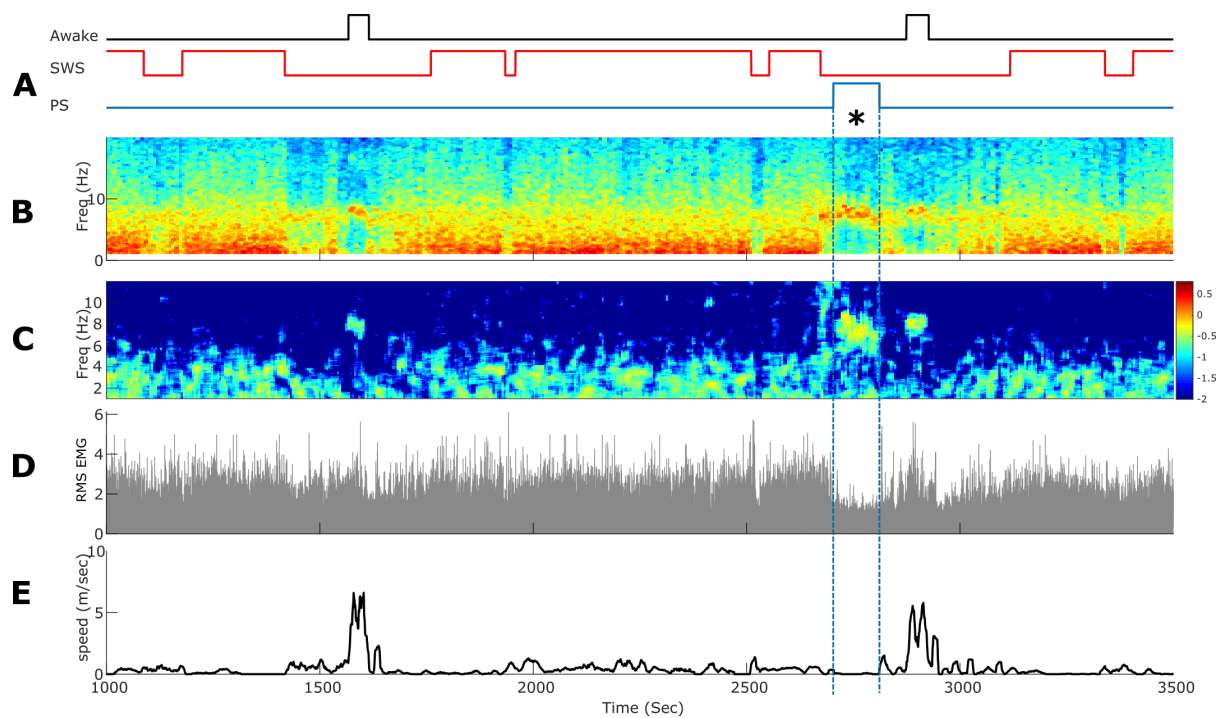 A
Awake
SWS
PS
*
B
Freq (Hz)
10
0
C
Freq (Hz)
10
8
6
4
2
0.5
0
-0.5
-1
-1.5
-2
D
RMS EMG
6
4
2
0
E
speed (m/sec)
10
5
0
1000 1500 2000 2500 3000 3500
Time (Sec)